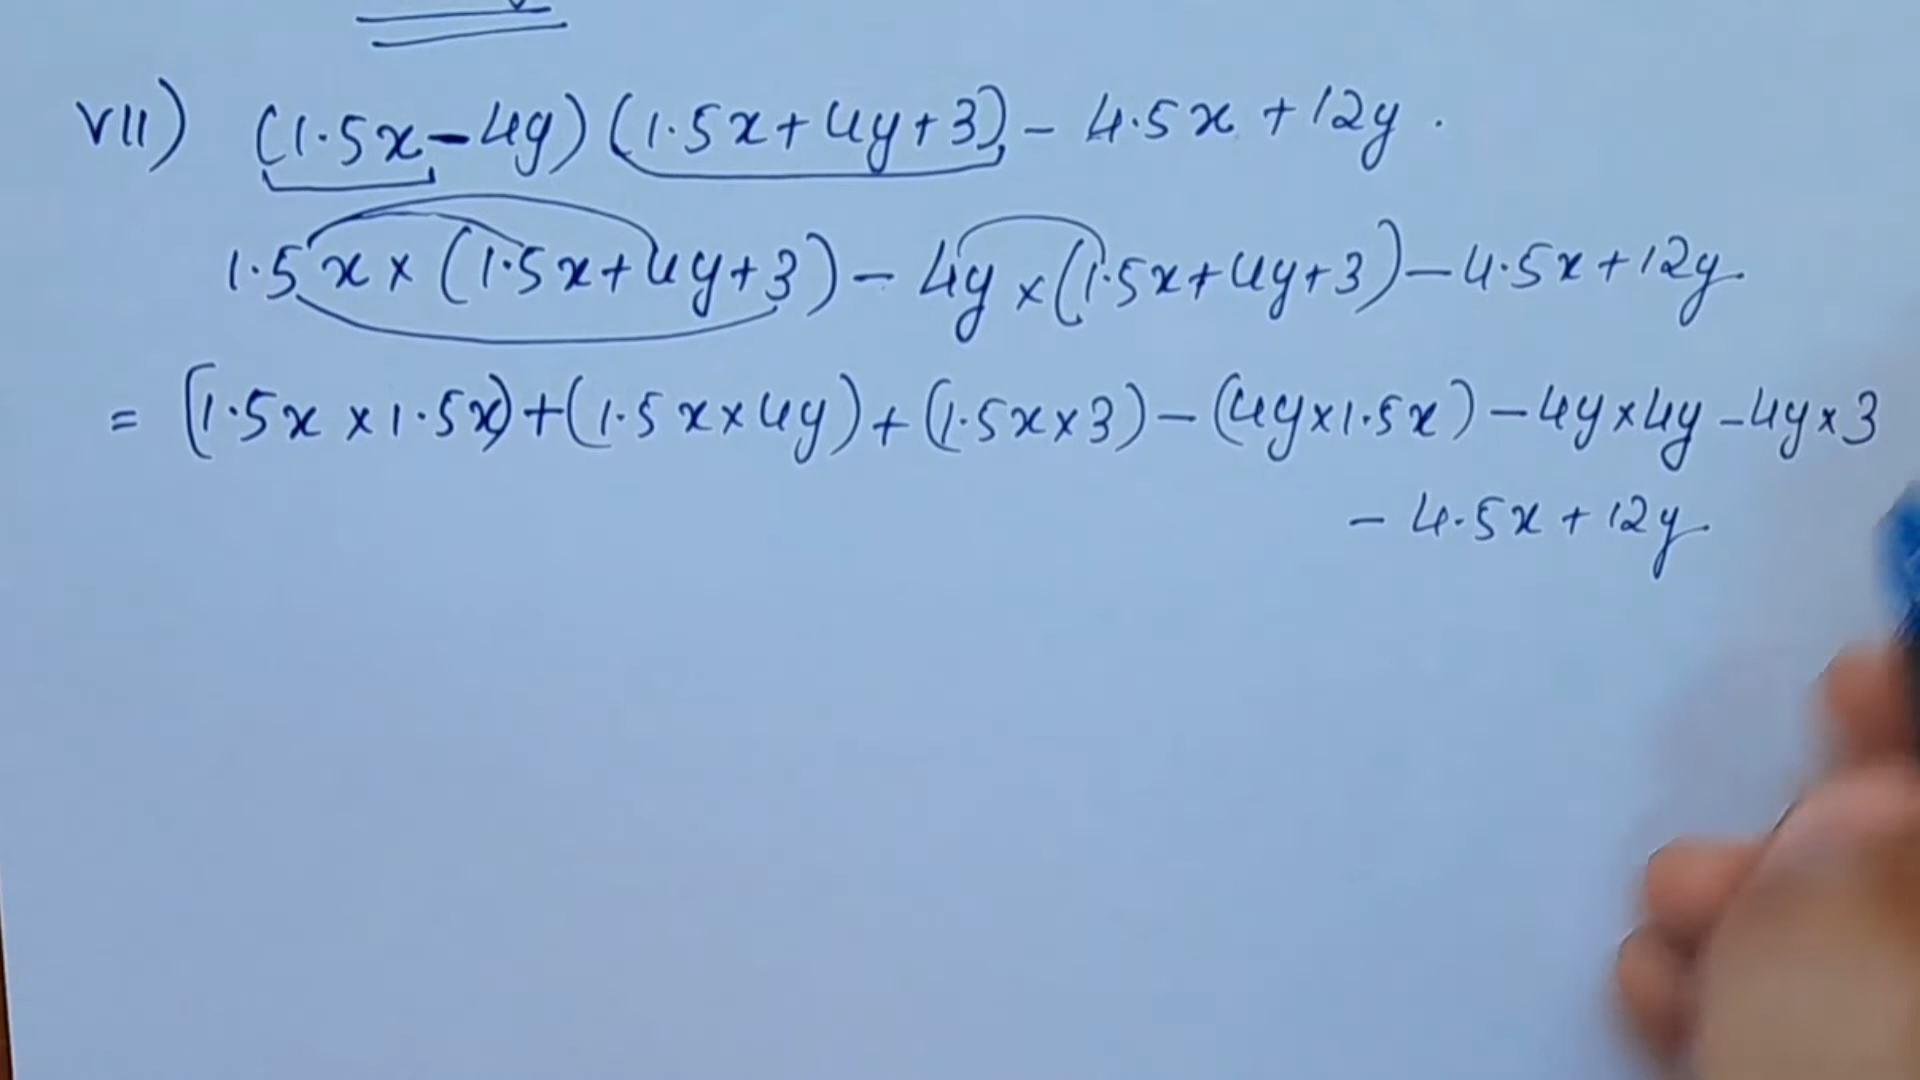 VII) (1.5x-4y)(1.5x+4y+3) - 4.5x + 12y.
1.5x × (1.5x+4y+3) - 4y × (1.5x+4y+3) - 4.5x + 12y.
= (1.5x × 1.5x) + (1.5x × 4y) + (1.5x × 3) - (4y × 1.5x) - 4y × 4y - 4y × 3
- 4.5x + 12y.